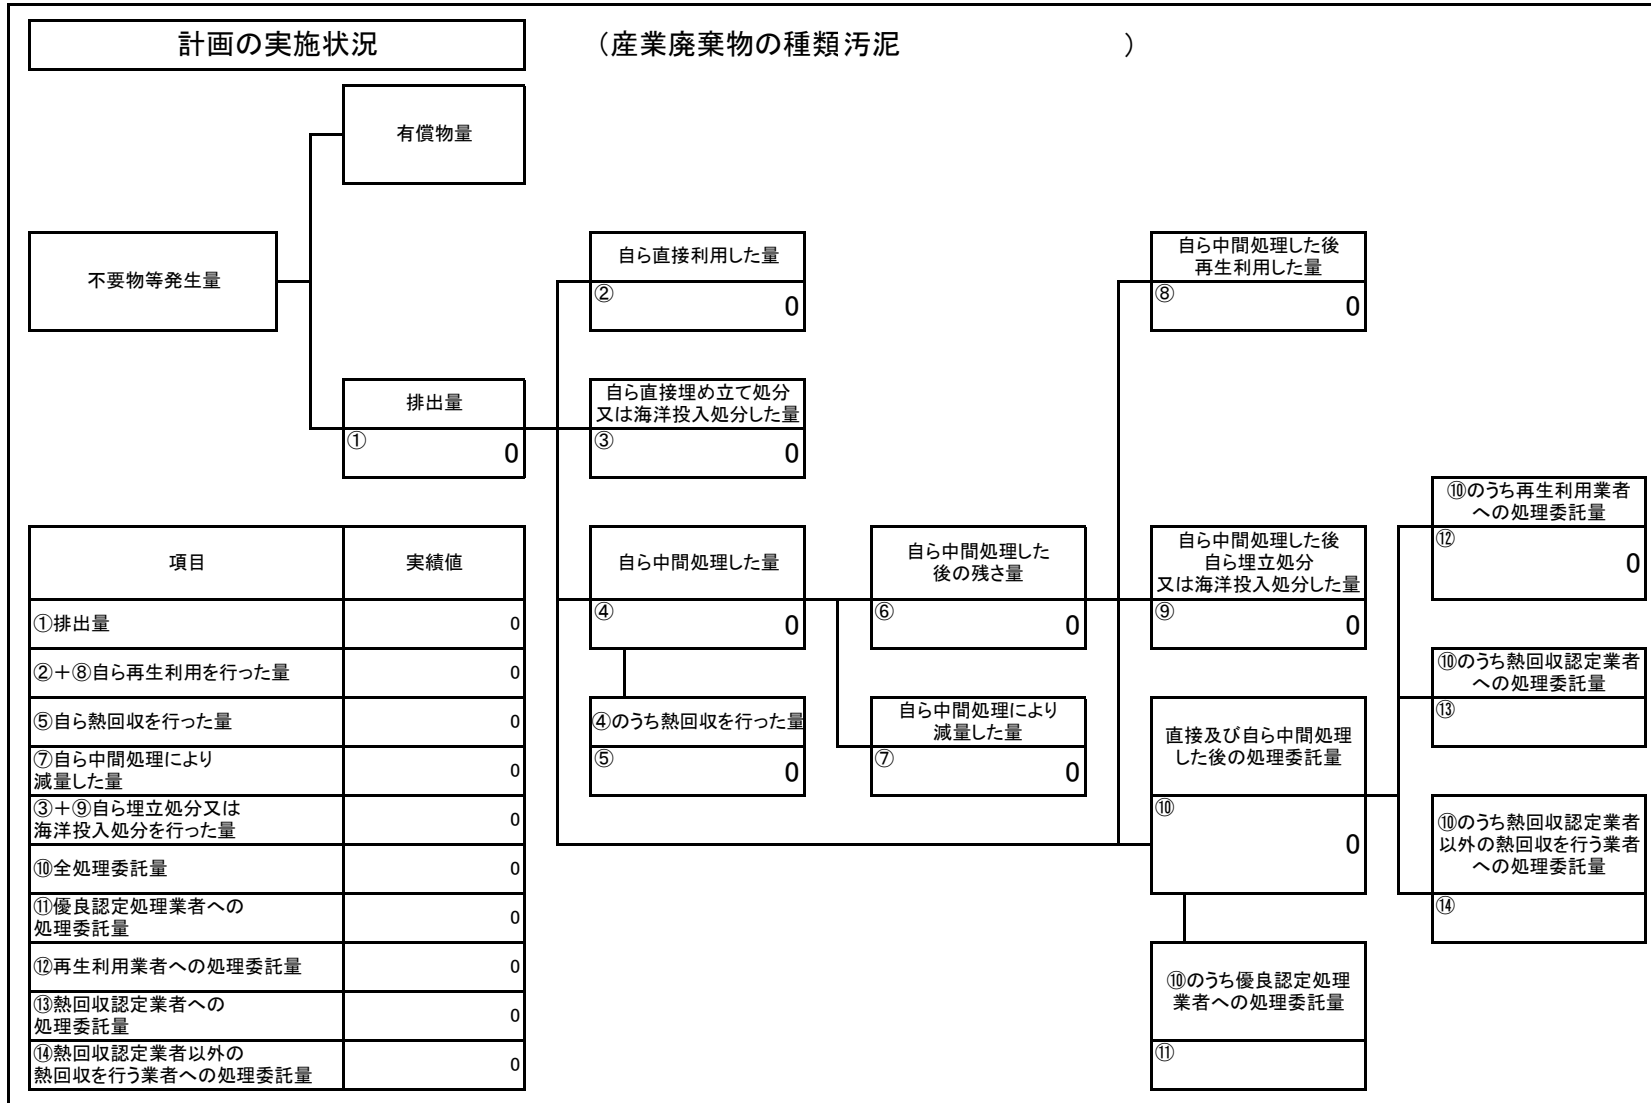 計画の実施状況
（産業廃棄物の種類汚泥　　　　　　　　）
有償物量
不要物等発生量
自ら直接利用した量
②
0
自ら中間処理した後
再生利用した量
⑧
0
排出量
①
0
自ら直接埋め立て処分
又は海洋投入処分した量
③
0
⑩のうち再生利用業者
への処理委託量
⑫
0
自ら中間処理した量
④
0
自ら中間処理した
後の残さ量
⑥
0
自ら中間処理した後
自ら埋立処分
又は海洋投入処分した量
⑨
0
⑩のうち熱回収認定業者
への処理委託量
⑬
④のうち熱回収を行った量
⑤
0
自ら中間処理により
減量した量
⑦
0
直接及び自ら中間処理
した後の処理委託量
⑩
0
⑩のうち熱回収認定業者
以外の熱回収を行う業者
への処理委託量
⑭
⑩のうち優良認定処理
業者への処理委託量
⑪
項目 実績値
①排出量 0
②＋⑧自ら再生利用を行った量 0
⑤自ら熱回収を行った量 0
⑦自ら中間処理により
減量した量 0
③＋⑨自ら埋立処分又は
海洋投入処分を行った量 0
⑩全処理委託量 0
⑪優良認定処理業者への
処理委託量 0
⑫再生利用業者への処理委託量 0
⑬熱回収認定業者への
処理委託量 0
⑭熱回収認定業者以外の
熱回収を行う業者への処理委託量 0